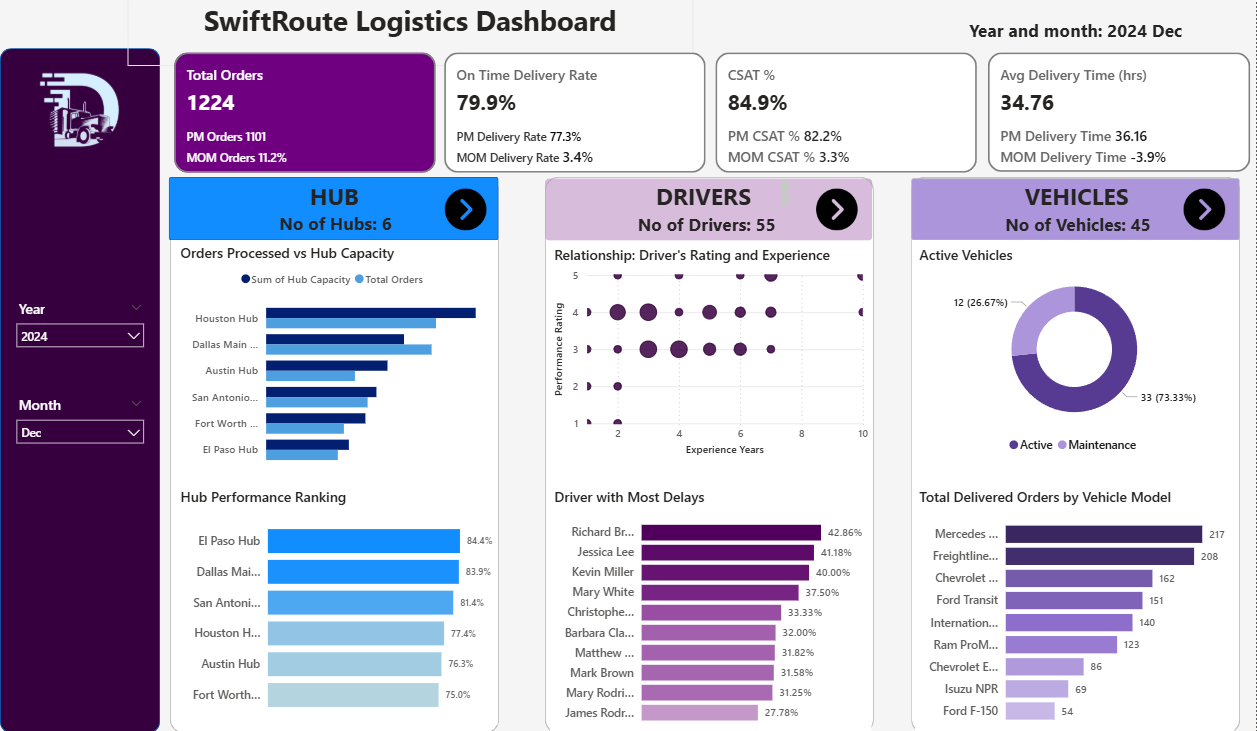 SwiftRoute Logistics Dashboard
Year and month: 2024 Dec
Total Orders
1224
PM Orders 1101
MOM Orders 11.2%
On Time Delivery Rate
79.9%
PM Delivery Rate 77.3%
MOM Delivery Rate 3.4%
CSAT %
84.9%
PM CSAT % 82.2%
MOM CSAT % 3.3%
Avg Delivery Time (hrs)
34.76
PM Delivery Time 36.16
MOM Delivery Time -3.9%
Year
2024
Month
Dec
HUB
No of Hubs: 6
Orders Processed vs Hub Capacity
Sum of Hub Capacity Total Orders
Houston Hub
Dallas Main ...
Austin Hub
San Antonio...
Fort Worth ...
El Paso Hub
Hub Performance Ranking
El Paso Hub 84.4%
Dallas Mai... 83.9%
San Antoni... 81.4%
Houston H... 77.4%
Austin Hub 76.3%
Fort Worth... 75.0%
DRIVERS
No of Drivers: 55
Relationship: Driver's Rating and Experience
Performance Rating
5
4
3
2
1
2 4 6 8 10
Experience Years
Driver with Most Delays
Richard Br... 42.86%
Jessica Lee 41.18%
Kevin Miller 40.00%
Mary White 37.50%
Christophe... 33.33%
Barbara Cla... 32.00%
Matthew ... 31.82%
Mark Brown 31.58%
Mary Rodri... 31.25%
James Rodr... 27.78%
VEHICLES
No of Vehicles: 45
Active Vehicles
12 (26.67%)
33 (73.33%)
Active Maintenance
Total Delivered Orders by Vehicle Model
Mercedes ... 217
Freightline... 208
Chevrolet ... 162
Ford Transit 151
Internation... 140
Ram ProM... 123
Chevrolet E... 86
Isuzu NPR 69
Ford F-150 54